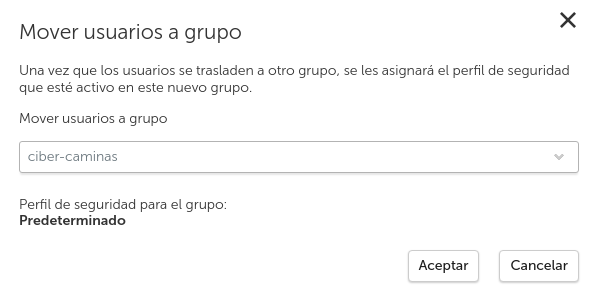 Mover usuarios a grupo
Una vez que los usuarios se trasladen a otro grupo, se les asignará el perfil de seguridad
que esté activo en este nuevo grupo.
Mover usuarios a grupo
ciber-caminas
Perfil de seguridad para el grupo:
Predeterminado
Aceptar
Cancelar